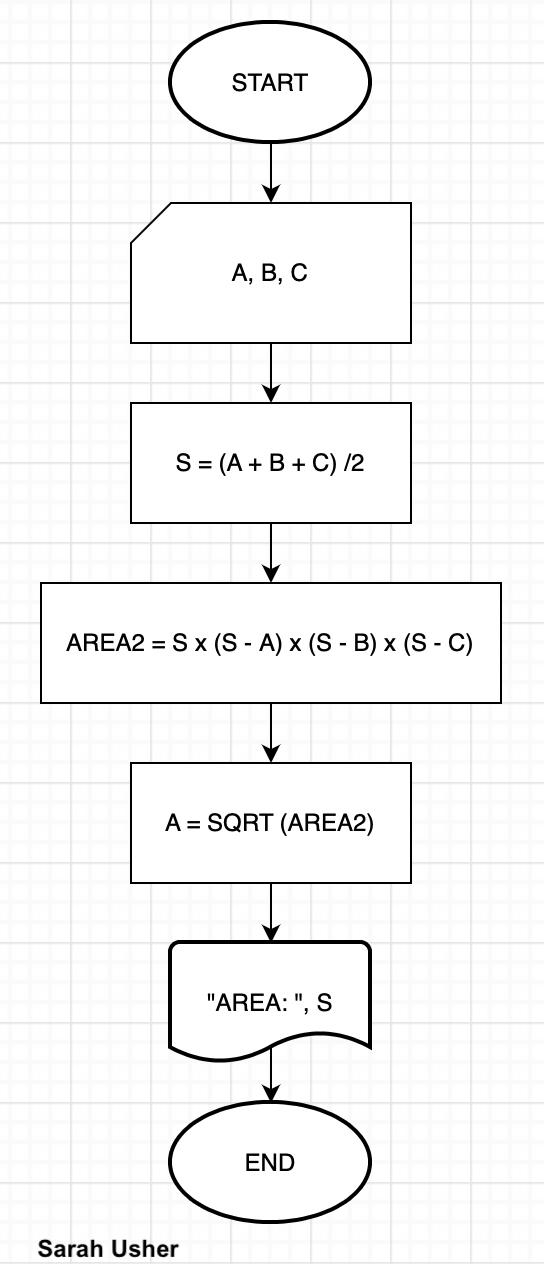 START
A, B, C
S = (A + B + C) /2
AREA2 = S x (S - A) x (S - B) x (S - C)
A = SQRT (AREA2)
"AREA: ", S
END
Sarah Usher